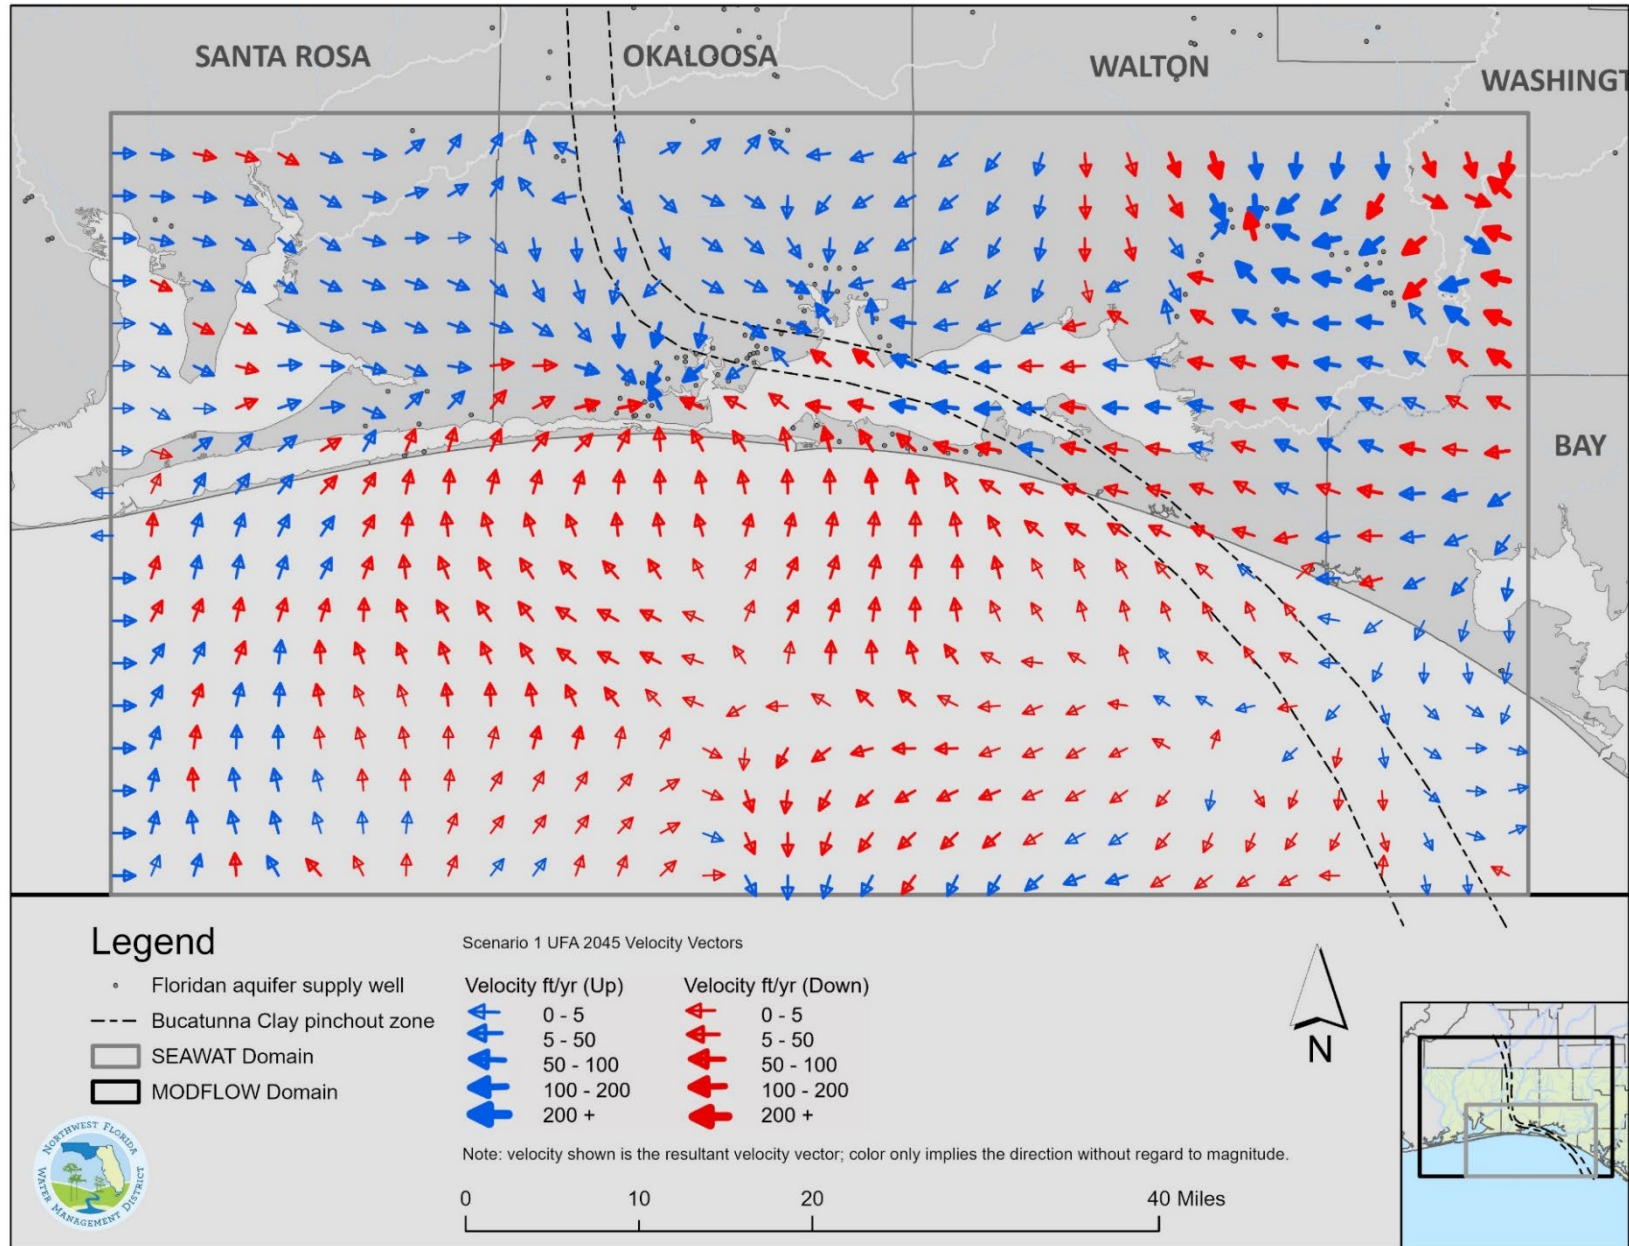 SANTA ROSA
OKALOOSA
WALTON
WASHINGT
BAY
Legend
Floridan aquifer supply well
Bucatunna Clay pinchout zone
SEAWAT Domain
MODFLOW Domain
Scenario 1 UFA 2045 Velocity Vectors
Velocity ft/yr (Up)
0 - 5
5 - 50
50 - 100
100 - 200
200 +
Velocity ft/yr (Down)
0 - 5
5 - 50
50 - 100
100 - 200
200 +
Note: velocity shown is the resultant velocity vector; color only implies the direction without regard to magnitude.
0 10 20 40 Miles
N
NORTHWEST FLORIDA
WATER MANAGEMENT DISTRICT